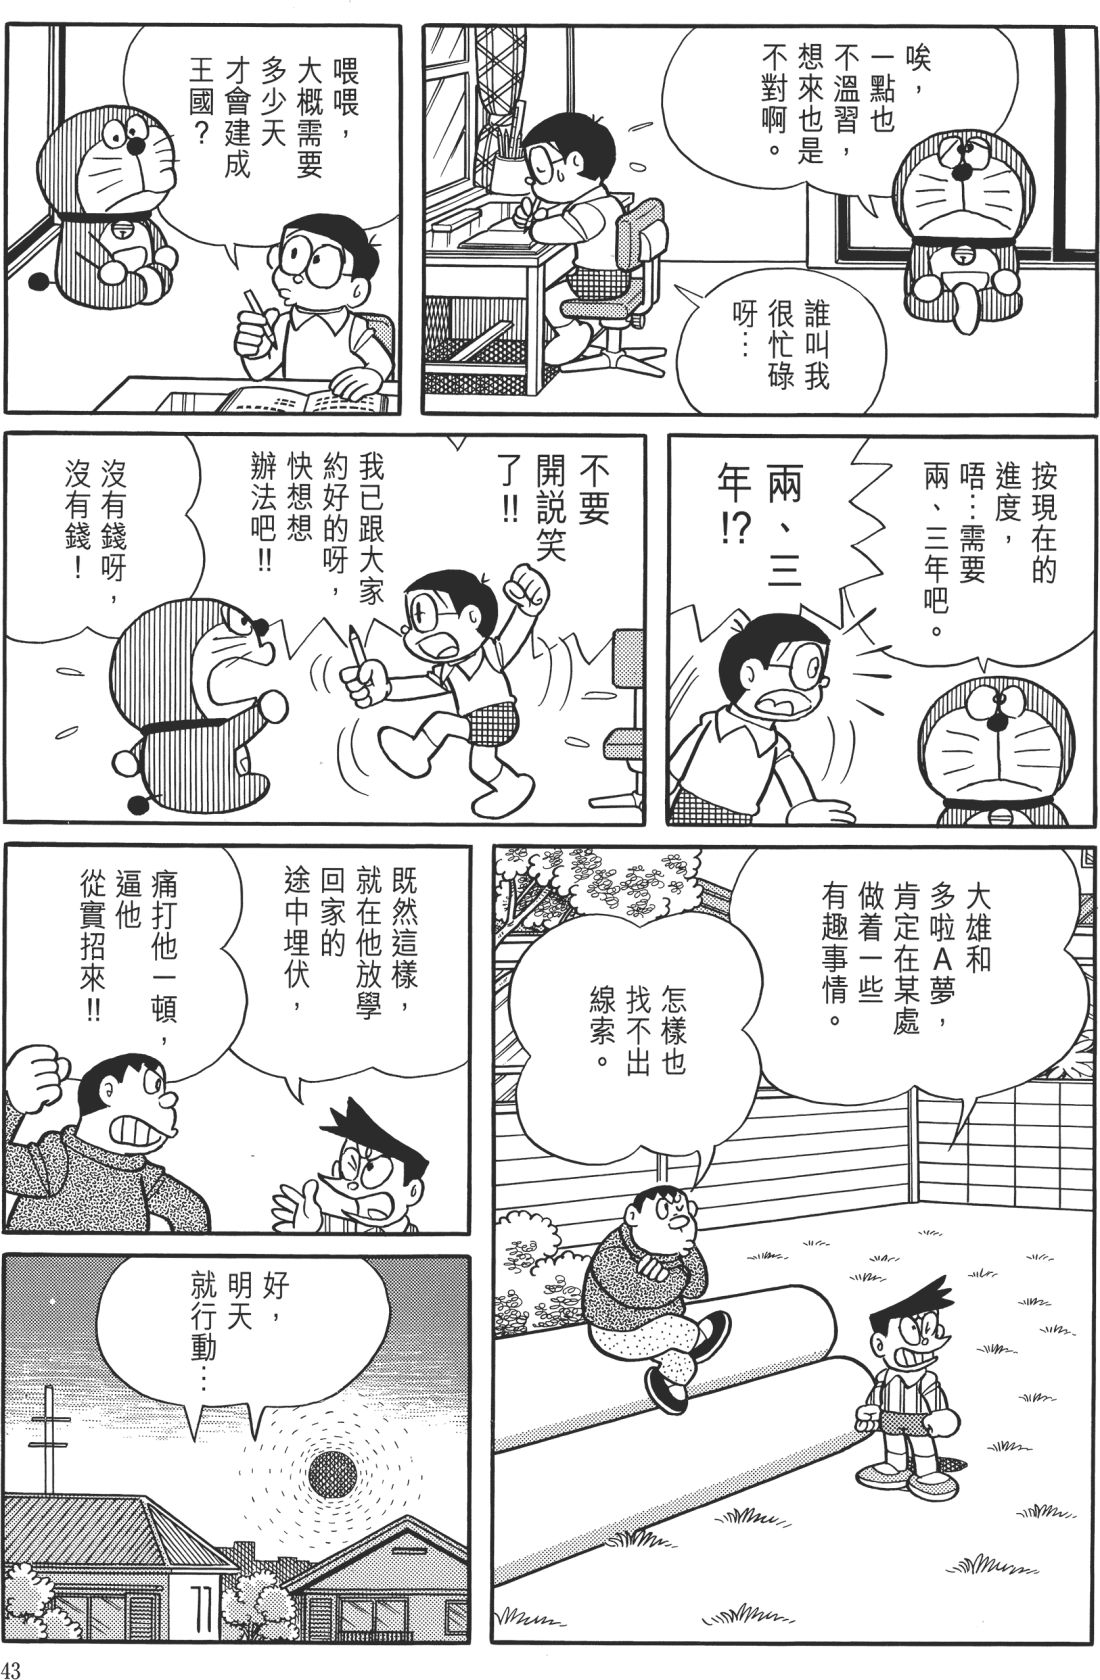 唉，
一點也
不溫習，
想來也是
不對啊。
誰叫我
很忙碌
呀…
喂喂，
大概需要
多少天
才會建成
王國？
按現在的
進度，
唔…需要
兩、三年吧。
兩、三
年!?
不要
開說笑
了!!
我已跟大家
約好的呀，
快想想
辦法吧!!
沒有錢呀，
沒有錢！
大雄和
多啦A夢，
肯定在某處
做着一些
有趣事情。
怎樣也
找不出
線索。
既然這樣，
就在他放學
回家的
途中埋伏，
痛打他一頓，
逼他
從實招來!!
好，
明天
就行動…
43